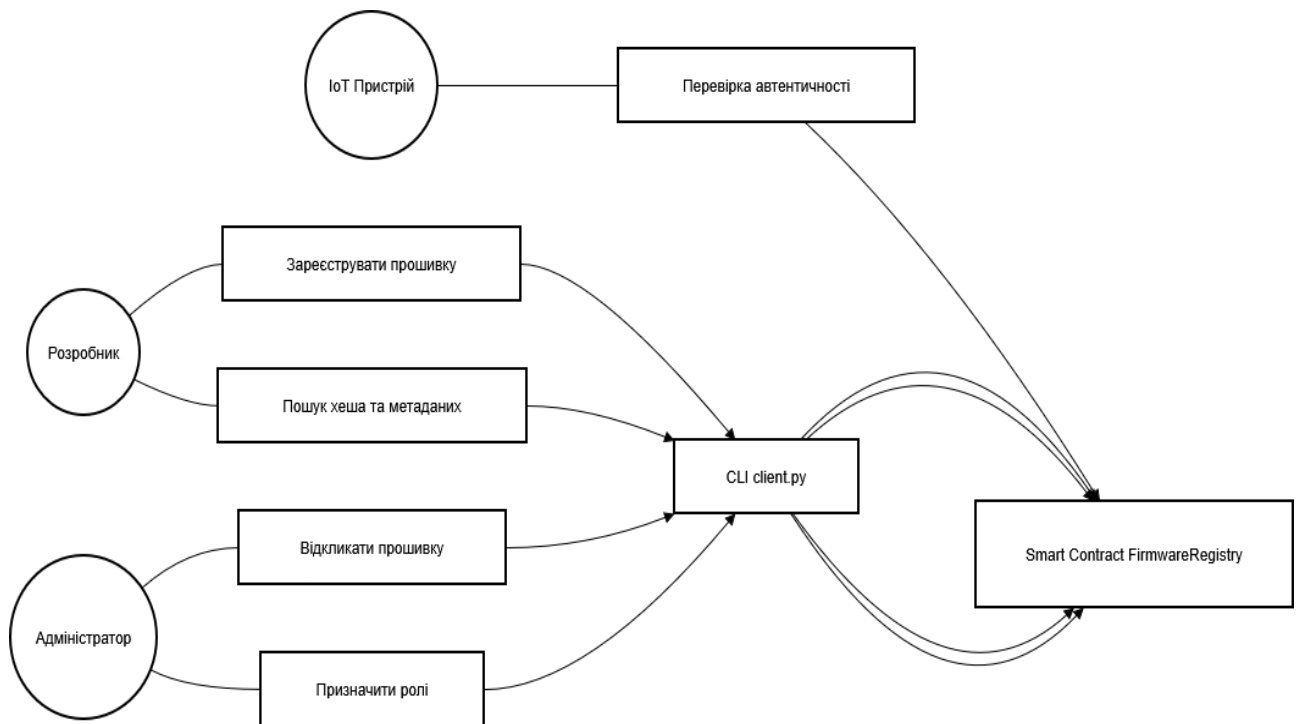 IoT Пристрій
Перевірка автентичності
Зареєструвати прошивку
Розробник
Пошук хеша та метаданих
CLI client.py
Відкликати прошивку
Smart Contract FirmwareRegistry
Адміністратор
Призначити ролі